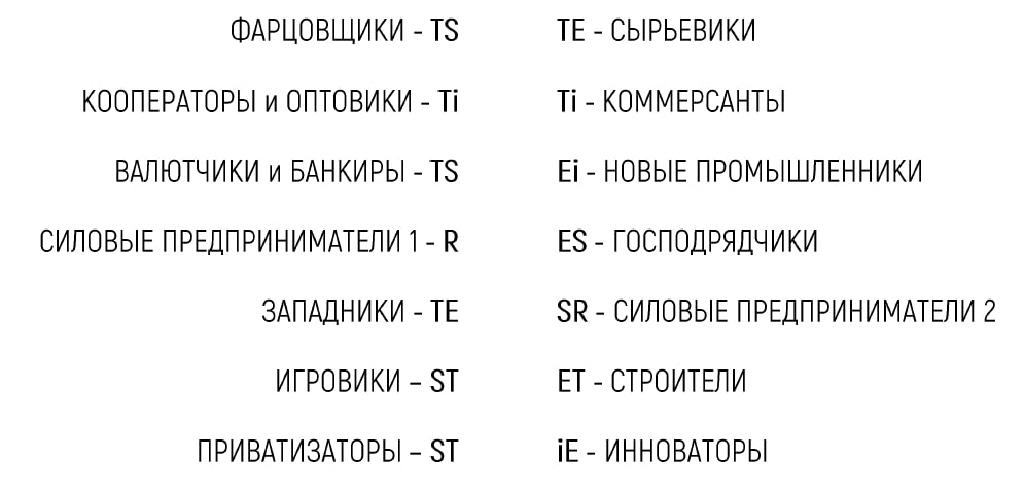 ФАРЦОВЩИКИ - TS
КООПЕРАТОРЫ и ОПТОВИКИ - Ti
ВАЛЮТЧИКИ и БАНКИРЫ - TS
СИЛОВЫЕ ПРЕДПРИНИМАТЕЛИ 1 - R
ЗАПАДНИКИ - TE
ИГРОВИКИ – ST
ПРИВАТИЗАТОРЫ – ST
TE - СЫРЬЕВИКИ
Ti - КОММЕРСАНТЫ
Ei - НОВЫЕ ПРОМЫШЛЕННИКИ
ES - ГОСПОДРЯДЧИКИ
SR - СИЛОВЫЕ ПРЕДПРИНИМАТЕЛИ 2
ET - СТРОИТЕЛИ
iE - ИННОВАТОРЫ